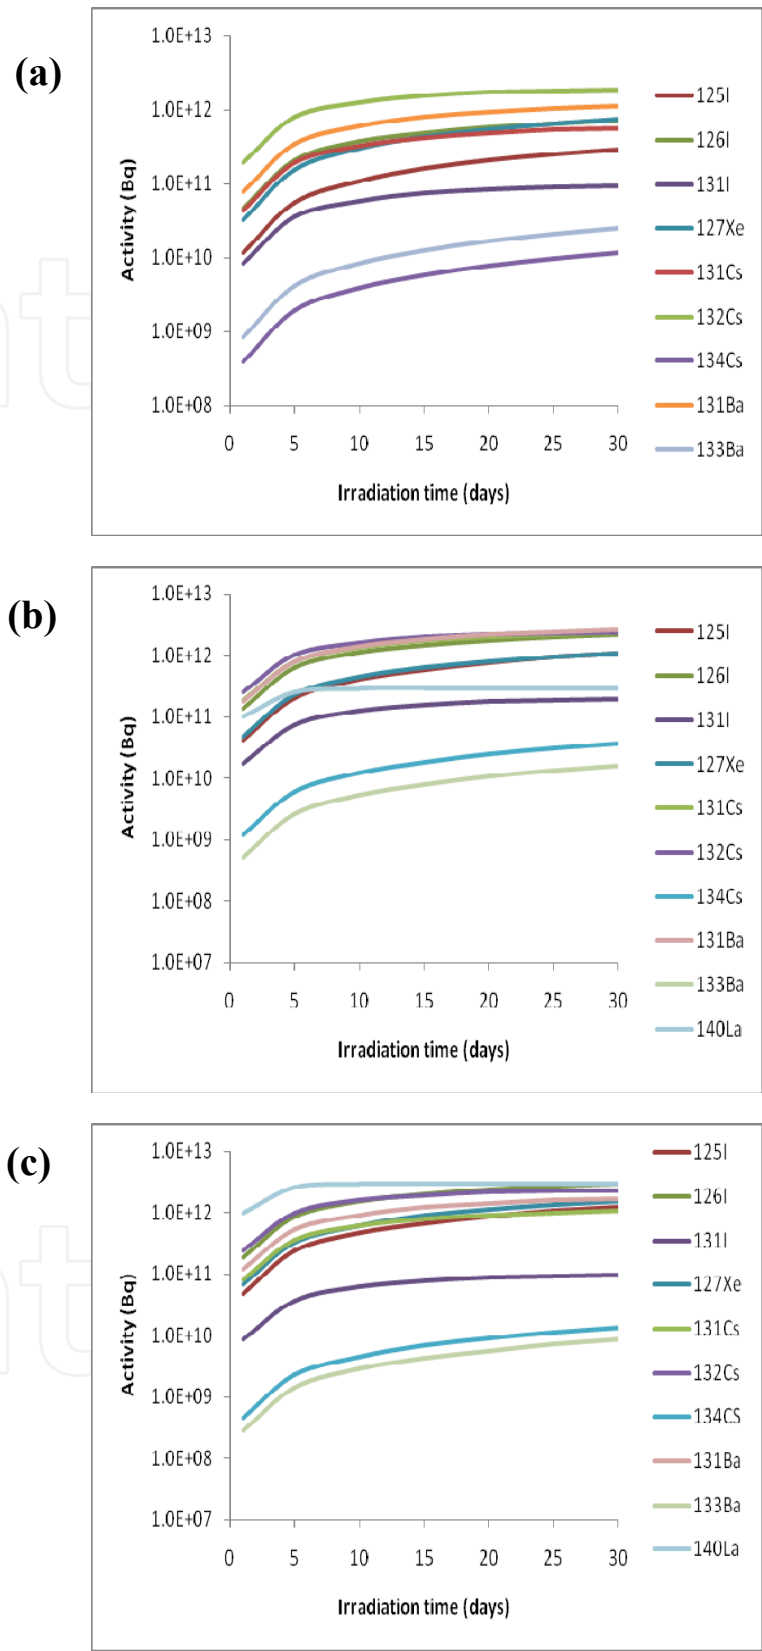 (a)
1.0E+13
1.0E+12
1.0E+11
1.0E+10
1.0E+09
1.0E+08
Activity (Bq)
0 5 10 15 20 25 30
Irradiation time (days)
125I
126I
131I
127Xe
131Cs
132Cs
134Cs
131Ba
133Ba
(b)
1.0E+13
1.0E+12
1.0E+11
1.0E+10
1.0E+09
1.0E+08
1.0E+07
Activity (Bq)
0 5 10 15 20 25 30
Irradiation time (days)
125I
126I
131I
127Xe
131Cs
132Cs
134Cs
131Ba
133Ba
140La
(c)
1.0E+13
1.0E+12
1.0E+11
1.0E+10
1.0E+09
1.0E+08
1.0E+07
Activity (Bq)
0 5 10 15 20 25 30
Irradiation time (days)
125I
126I
131I
127Xe
131Cs
132Cs
134CS
131Ba
133Ba
140La